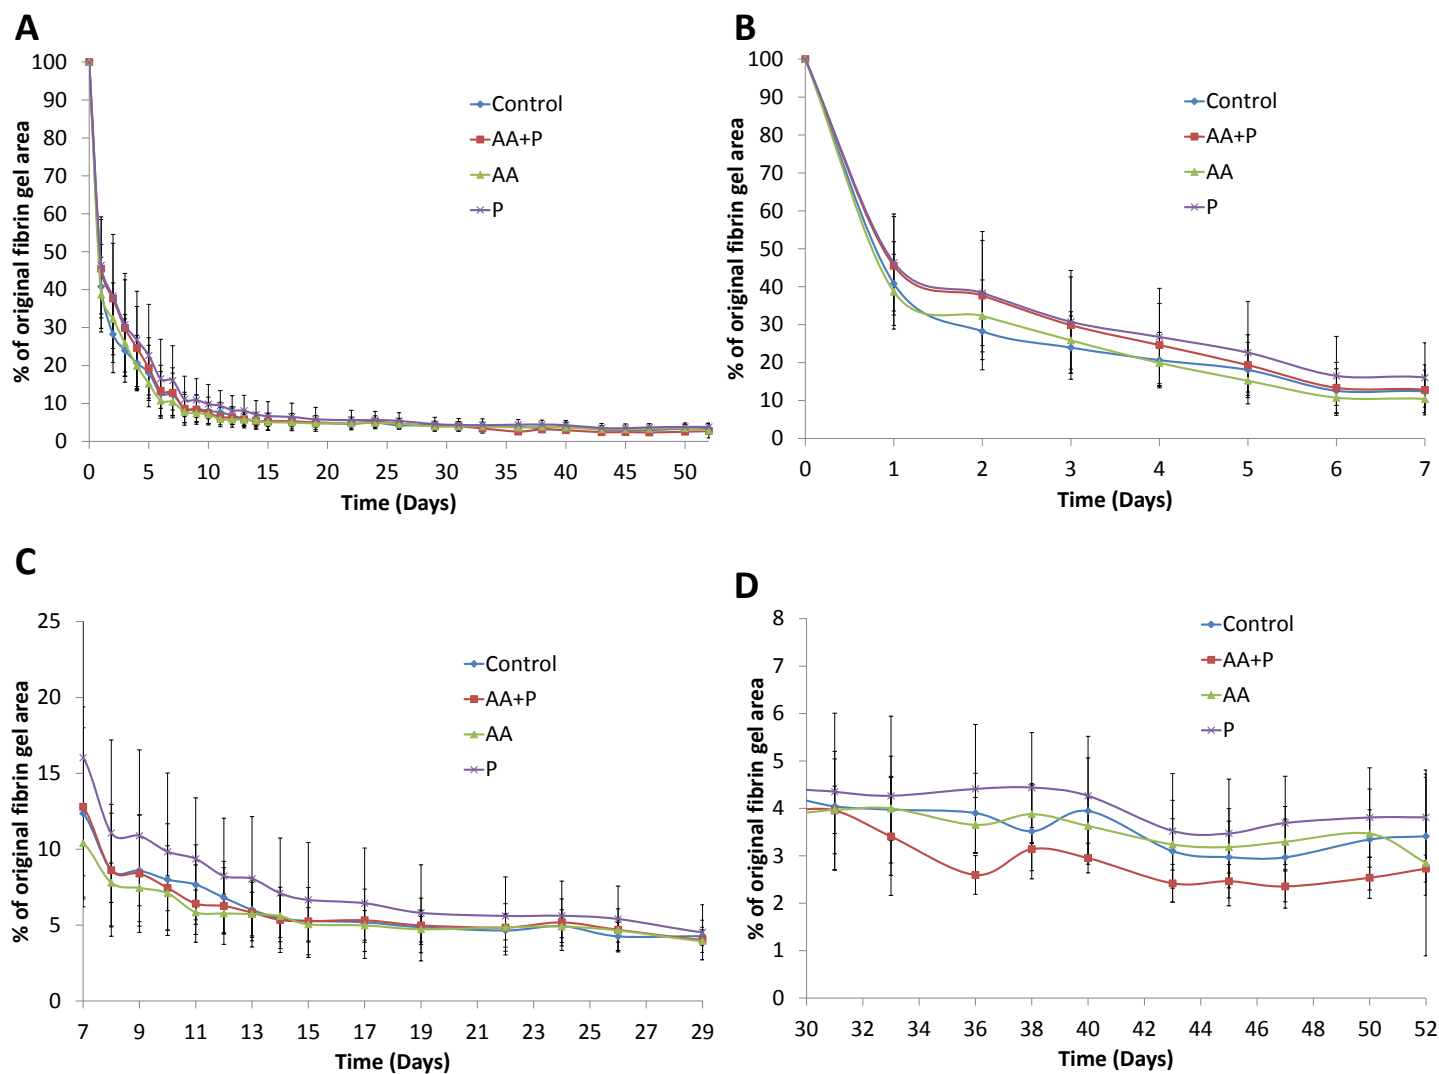 A
% of original fibrin gel area
100
90
80
70
60
50
40
30
20
10
0
0 5 10 15 20 25 30 35 40 45 50
Time (Days)
Control
AA+P
AA
P
B
% of original fibrin gel area
100
90
80
70
60
50
40
30
20
10
0
0 1 2 3 4 5 6 7
Time (Days)
Control
AA+P
AA
P
C
% of original fibrin gel area
25
20
15
10
5
0
7 9 11 13 15 17 19 21 23 25 27 29
Time (Days)
Control
AA+P
AA
P
D
% of original fibrin gel area
8
7
6
5
4
3
2
1
0
30 32 34 36 38 40 42 44 46 48 50 52
Time (Days)
Control
AA+P
AA
P